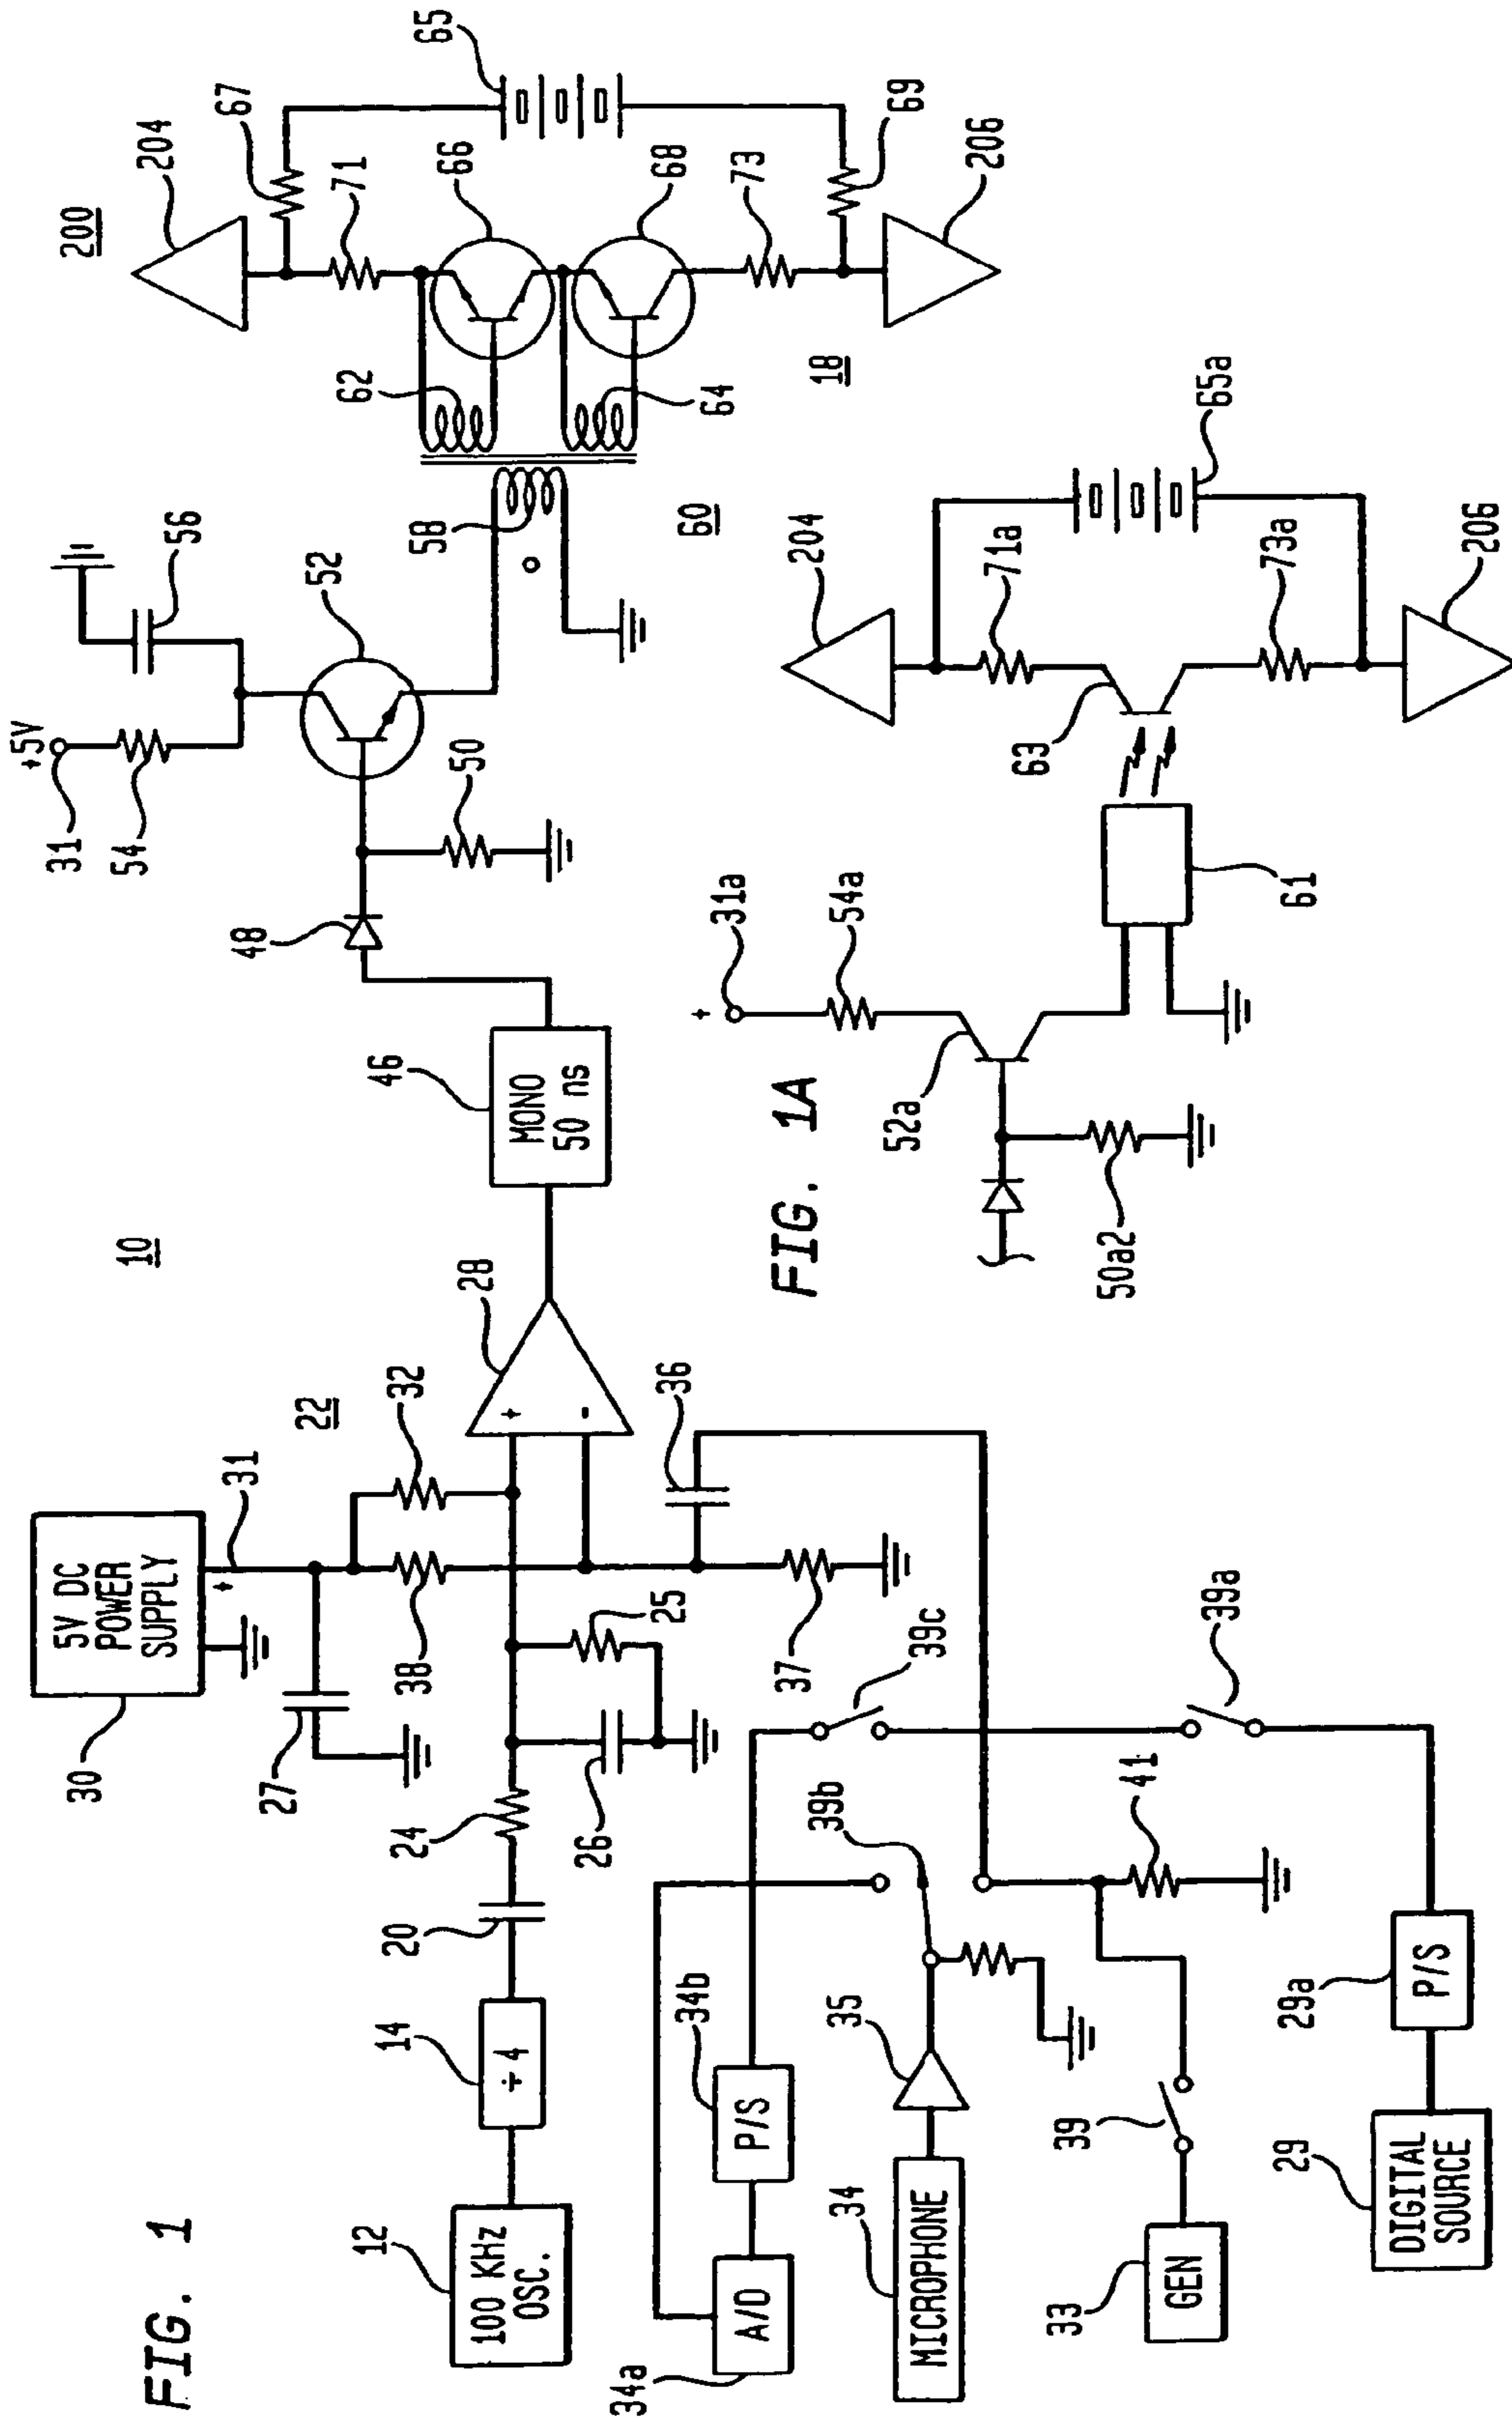 FIG. 1
10
12
100 KHz
OSC.
14
÷ 4
20
24
26
25
27
30
5V DC
POWER
SUPPLY
+
31
22
38
32
28
+
-
36
37
46
MONO
50 ns
48
50
31
+5V
54
52
56
58
60
62
64
66
68
71
73
67
69
65
200
204
206
18
34a
A/D
34b
P/S
34
MICROPHONE
35
39b
39c
39a
33
GEN
39
41
29
DIGITAL
SOURCE
29a
P/S
FIG. 1A
50a2
52a
54a
31a
+
61
63
71a
73a
65a
204
206